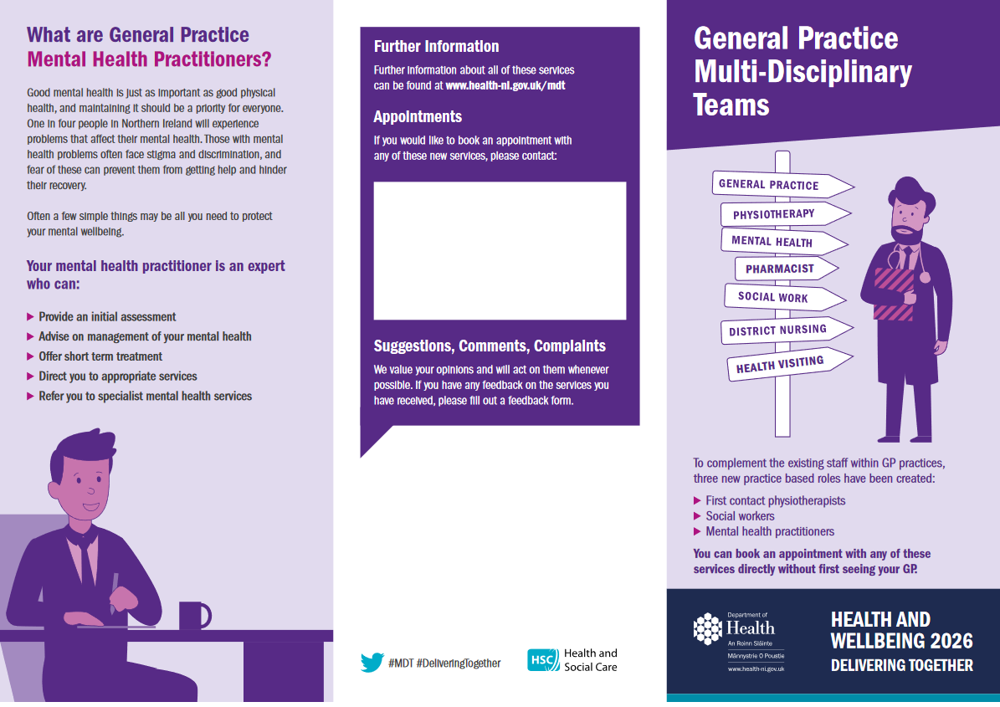 What are General Practice
Mental Health Practitioners?
Good mental health is just as important as good physical
health, and maintaining it should be a priority for everyone.
One in four people in Northern Ireland will experience
problems that affect their mental health. Those with mental
health problems often face stigma and discrimination, and
fear of these can prevent them from getting help and hinder
their recovery.
Often a few simple things may be all you need to protect
your mental wellbeing.
Your mental health practitioner is an expert
who can:
Provide an initial assessment
Advise on management of your mental health
Offer short term treatment
Direct you to appropriate services
Refer you to specialist mental health services
Further Information
Further information about all of these services
can be found at www.health-ni.gov.uk/mdt
Appointments
If you would like to book an appointment with
any of these new services, please contact:
Suggestions, Comments, Complaints
We value your opinions and will act on them whenever
possible. If you have any feedback on the services you
have received, please fill out a feedback form.
#MDT #DeliveringTogether
HSC
Health and
Social Care
General Practice
Multi-Disciplinary
Teams
GENERAL PRACTICE
PHYSIOTHERAPY
MENTAL HEALTH
PHARMACIST
SOCIAL WORK
DISTRICT NURSING
HEALTH VISITING
To complement the existing staff within GP practices,
three new practice based roles have been created:
First contact physiotherapists
Social workers
Mental health practitioners
You can book an appointment with any of these
services directly without first seeing your GP.
Department of
Health
An Roinn Sláinte
Männystrie O Poustie
www.health-ni.gov.uk
HEALTH AND
WELLBEING 2026
DELIVERING TOGETHER